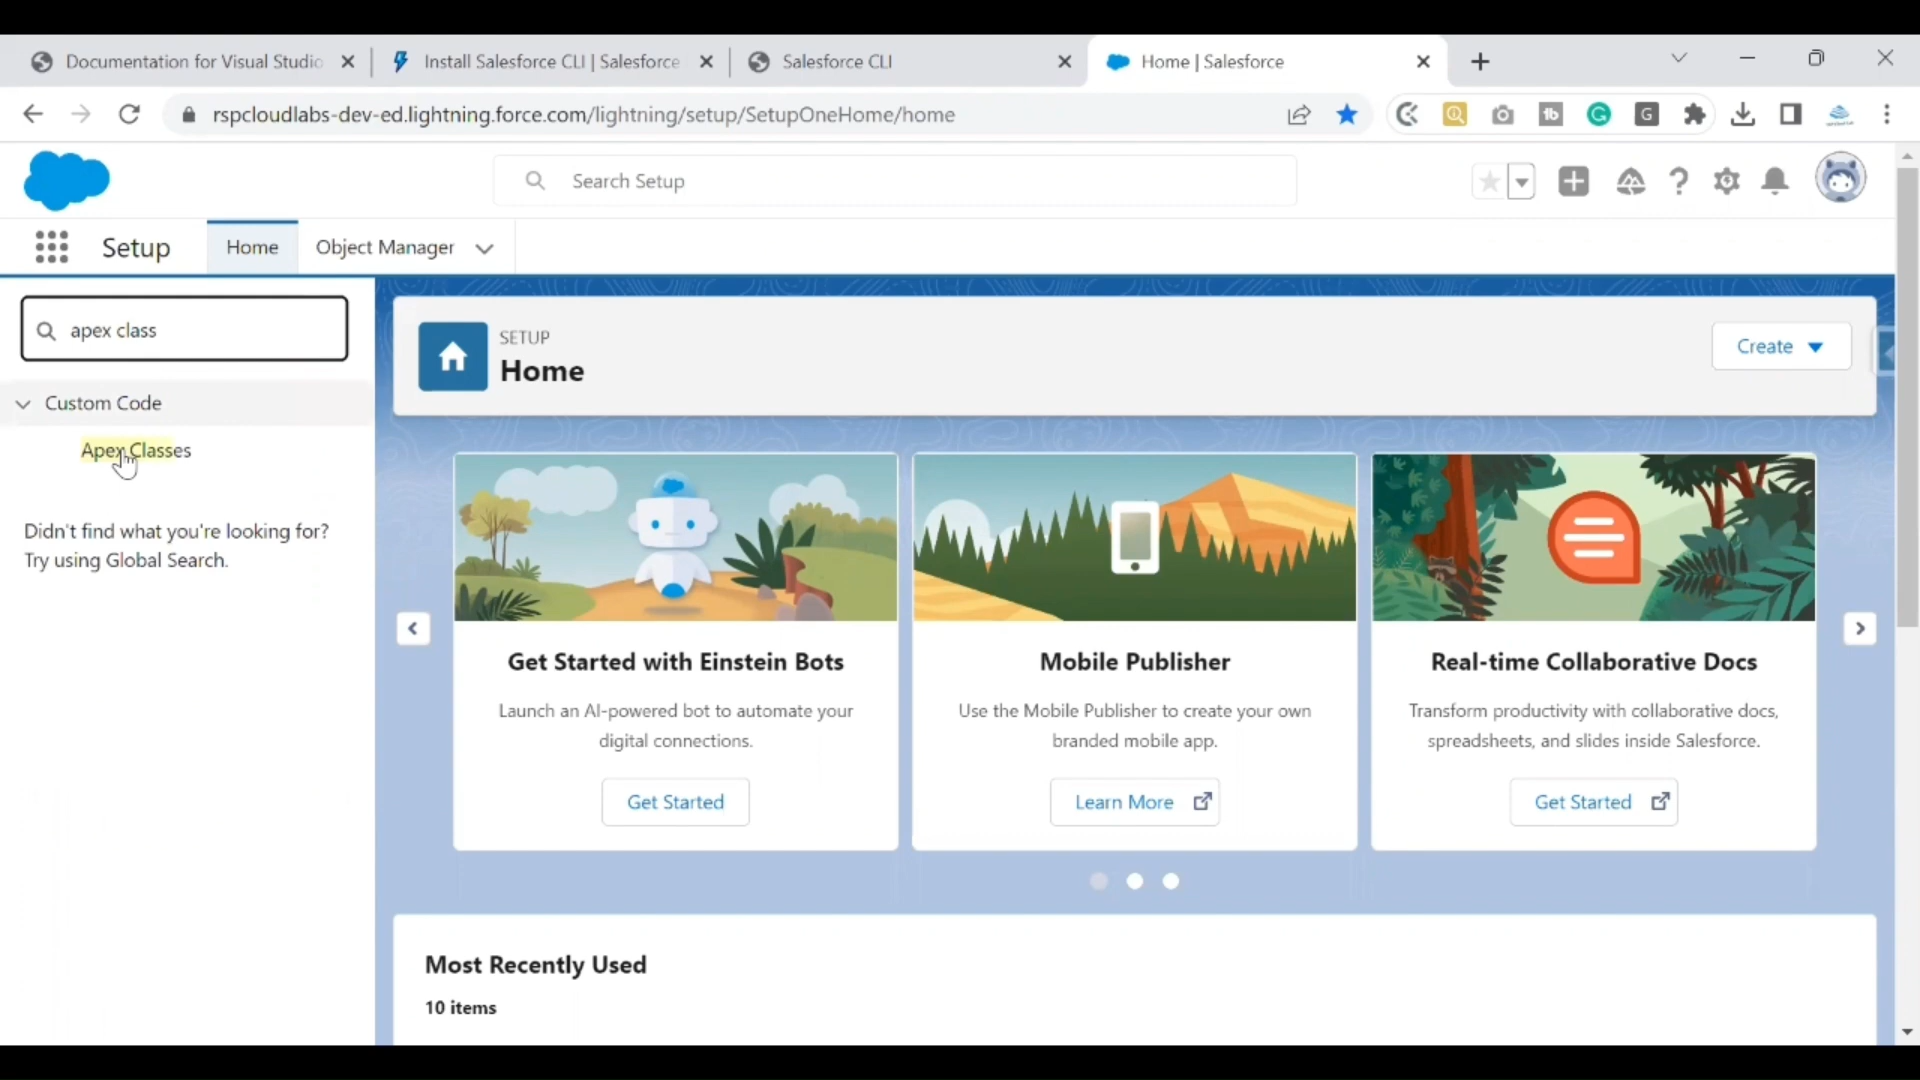 Documentation for Visual Studio
Install Salesforce CLI | Salesforce
Salesforce CLI
Home | Salesforce
rspcloudlabs-dev-ed.lightning.force.com/lightning/setup/SetupOneHome/home
Search Setup
Setup
Home
Object Manager
apex class
Custom Code
Apex Classes
Didn't find what you're looking for?
Try using Global Search.
SETUP
Home
Create
Get Started with Einstein Bots
Launch an AI-powered bot to automate your
digital connections.
Get Started
Mobile Publisher
Use the Mobile Publisher to create your own
branded mobile app.
Learn More
Real-time Collaborative Docs
Transform productivity with collaborative docs,
spreadsheets, and slides inside Salesforce.
Get Started
Most Recently Used
10 items